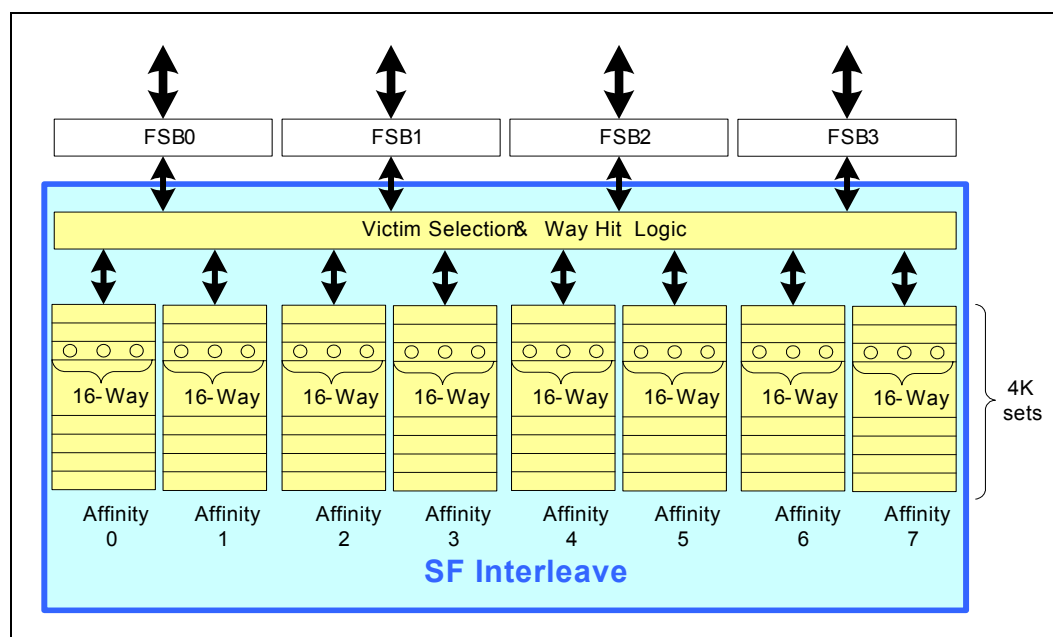 FSB0 FSB1 FSB2 FSB3
Victim Selection& Way Hit Logic
16-Way 16-Way 16-Way 16-Way 16-Way 16-Way 16-Way 16-Way
4K
sets
Affinity Affinity Affinity Affinity Affinity Affinity Affinity Affinity
0 1 2 3 4 5 6 7
SF Interleave